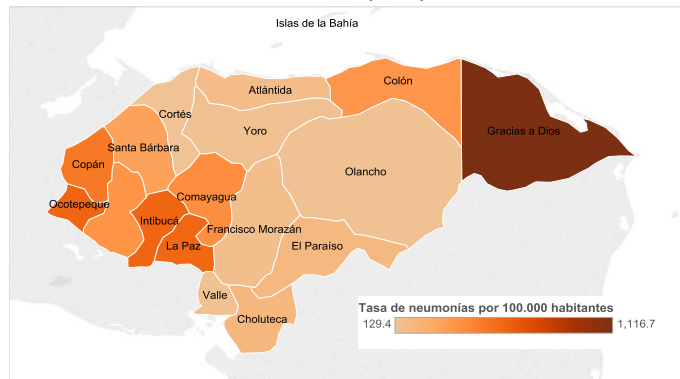 Islas de la Bahía
Colón
Atlántida
Cortés
Yoro
Gracias a Dios
Santa Bárbara
Copán
Olancho
Comayagua
Ocotepeque
Intibucá
Francisco Morazán
La Paz
El Paraíso
Valle
Choluteca
Tasa de neumonías por 100.000 habitantes
129.4
1,116.7